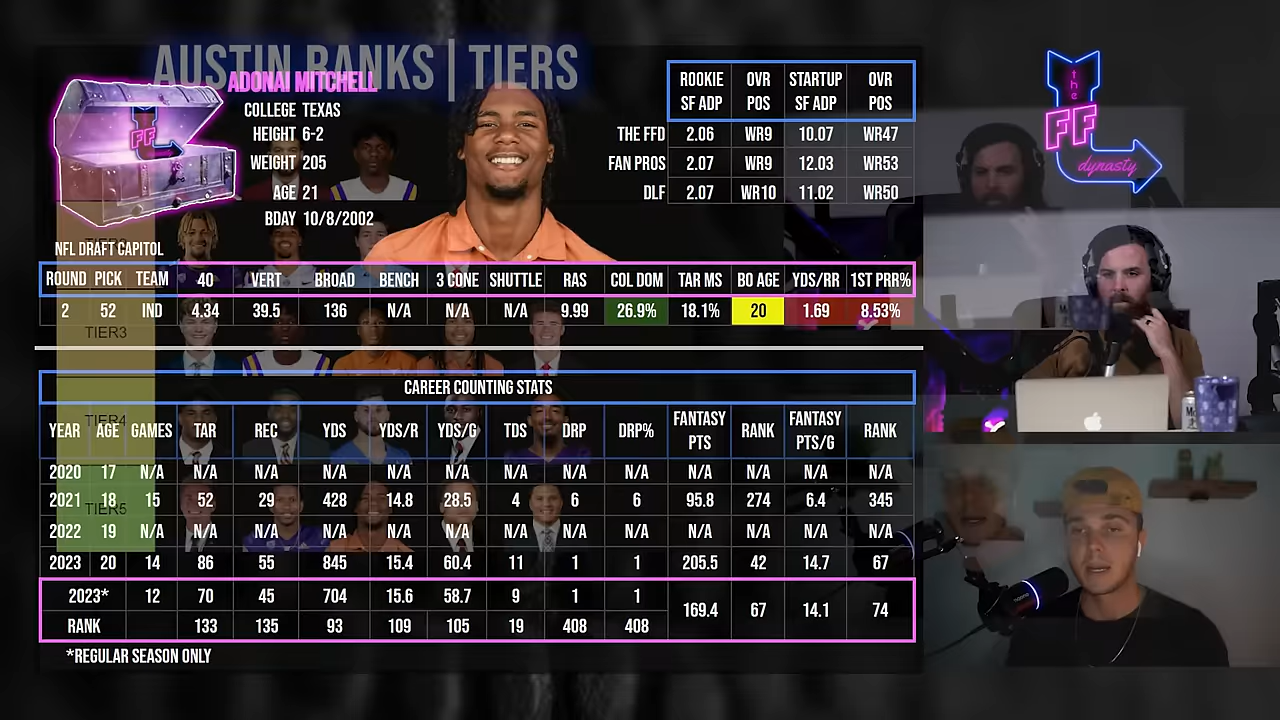 AUSTIN RANKS | TIERS
ADONAI MITCHELL
COLLEGE TEXAS
HEIGHT 6-2
WEIGHT 205
AGE 21
BDAY 10/8/2002
ROOKIE SF ADP OVR POS STARTUP SF ADP OVR POS
THE FFD 2.06 WR9 10.07 WR47
FAN PROS 2.07 WR9 12.03 WR53
DLF 2.07 WR10 11.02 WR50
the
FF
dynasty
FF
NFL DRAFT CAPITOL
ROUND PICK TEAM 40 VERT BROAD BENCH 3 CONE SHUTTLE RAS COL DOM TAR MS BO AGE YDS/RR 1ST PRR%
2 52 IND 4.34 39.5 136 N/A N/A N/A 9.99 26.9% 18.1% 20 1.69 8.53%
TIER3
CAREER COUNTING STATS
TIER4
YEAR AGE GAMES TAR REC YDS YDS/R YDS/G TDS DRP DRP% FANTASY PTS RANK FANTASY PTS/G RANK
2020 17 N/A N/A N/A N/A N/A N/A N/A N/A N/A N/A N/A N/A N/A
2021 18 15 52 29 428 14.8 28.5 4 6 6 95.8 274 6.4 345
TIER5
2022 19 N/A N/A N/A N/A N/A N/A N/A N/A N/A N/A N/A N/A N/A
2023 20 14 86 55 845 15.4 60.4 11 1 1 205.5 42 14.7 67
2023* 12 70 45 704 15.6 58.7 9 1 1 169.4 67 14.1 74
RANK 133 135 93 109 105 19 408 408
*REGULAR SEASON ONLY